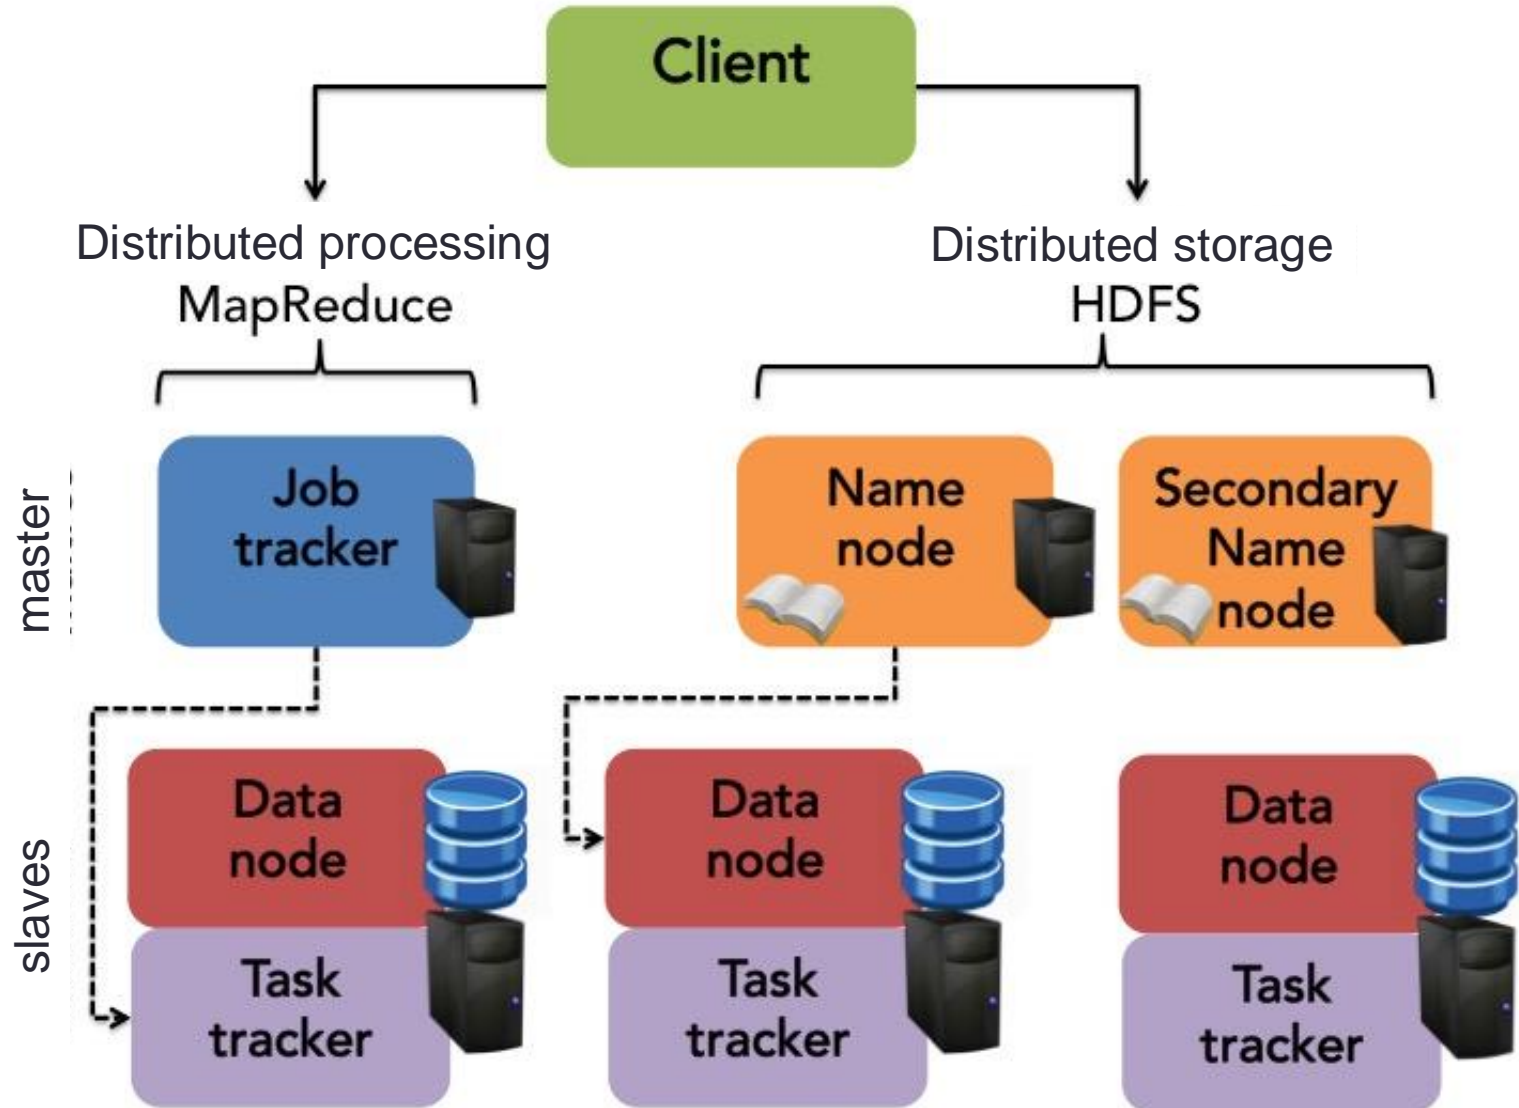 Client
Distributed processing
MapReduce
Distributed storage
HDFS
master
Job
tracker
Name
node
Secondary
Name
node
slaves
Data
node
Task
tracker
Data
node
Task
tracker
Data
node
Task
tracker